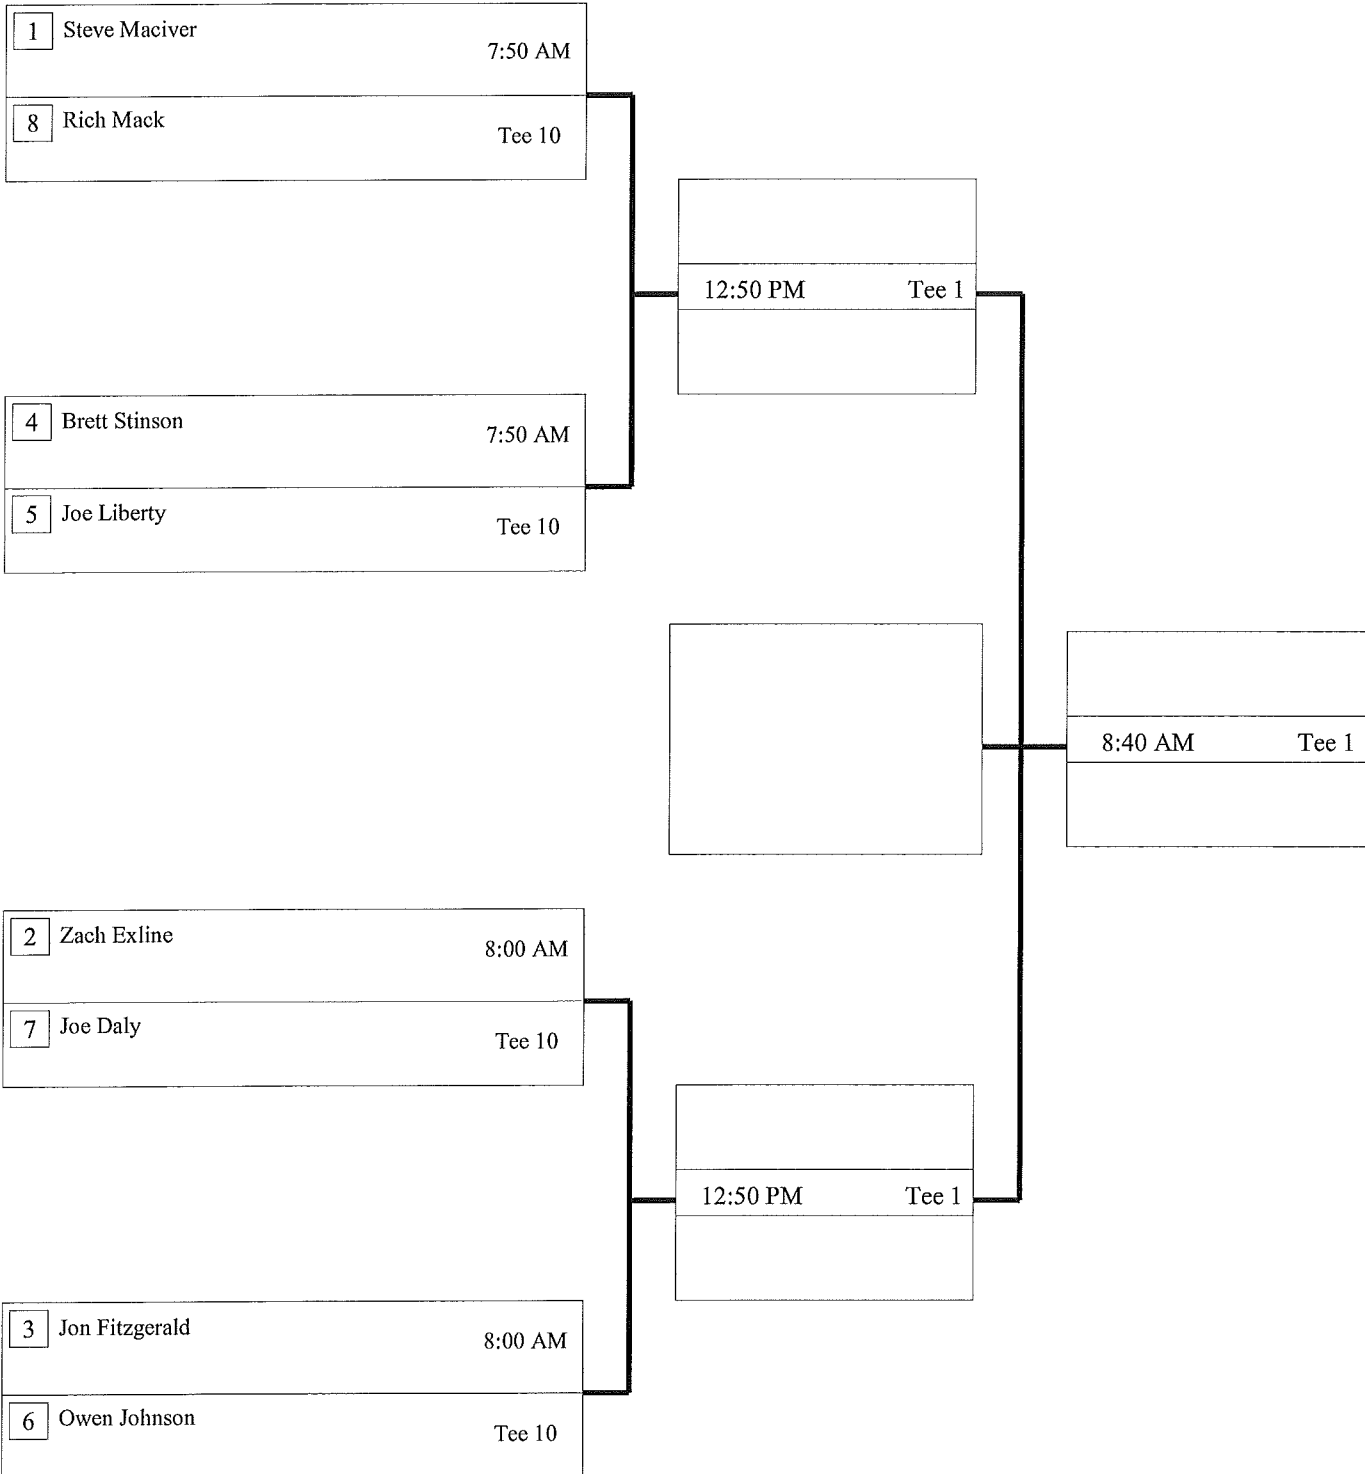 1 Steve Maciver
7:50 AM
8 Rich Mack
Tee 10
12:50 PM Tee 1
4 Brett Stinson
7:50 AM
5 Joe Liberty
Tee 10
8:40 AM Tee 1
2 Zach Exline
8:00 AM
7 Joe Daly
Tee 10
12:50 PM Tee 1
3 Jon Fitzgerald
8:00 AM
6 Owen Johnson
Tee 10